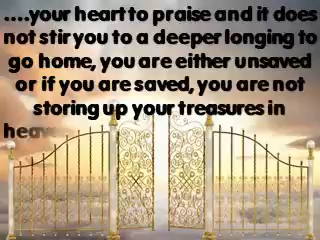 ....your heart to praise and it does
not stir you to a deeper longing to
go home, you are either unsaved
or if you are saved, you are not
storing up your treasures in